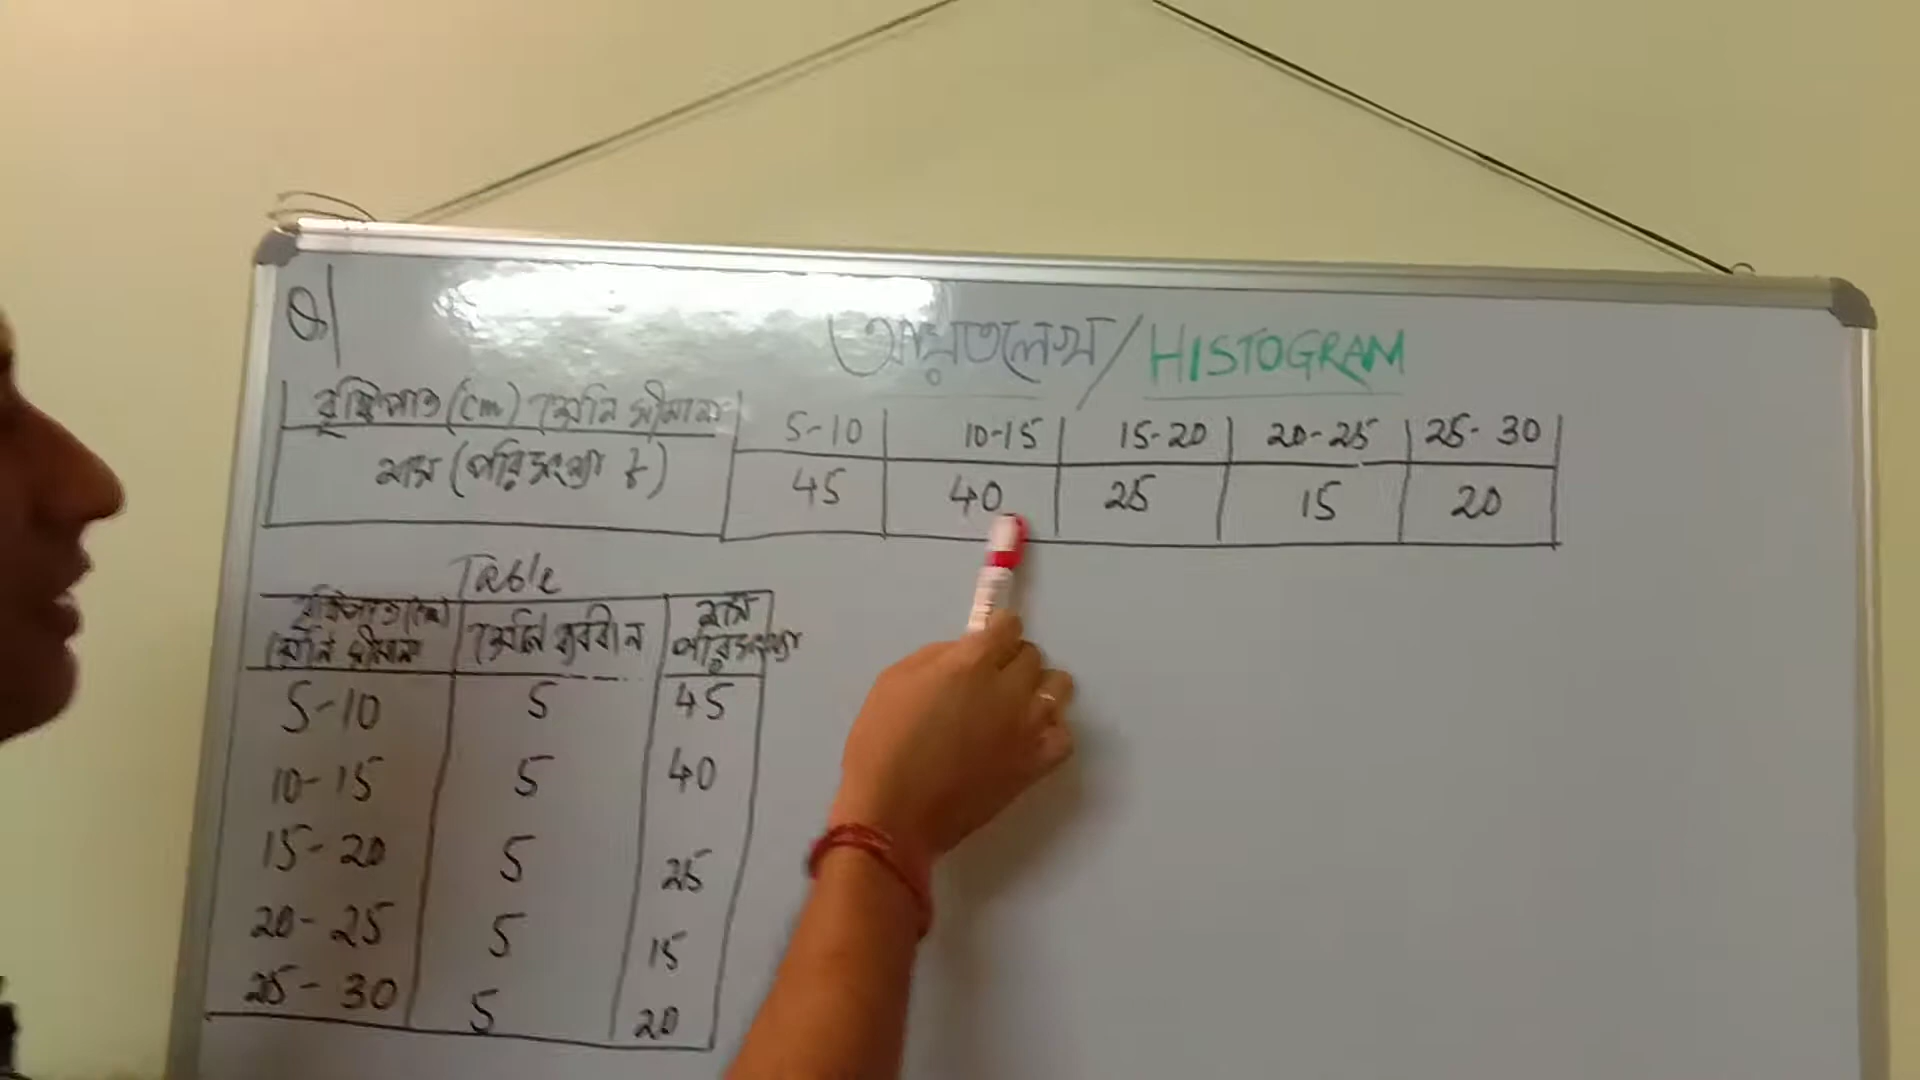 Q|
আয়তলেখ/HISTOGRAM
বৃষ্টিপাত (cm) শ্রেণি সীমানা 5-10 10-15 15-20 20-25 25-30
মাস (পরিসংখ্যা f) 45 40 25 15 20
Table
বৃষ্টিপাত (cm) শ্রেণি সীমানা শ্রেণি ব্যবধান মাস পরিসংখ্যা
5-10 5 45
10-15 5 40
15-20 5 25
20-25 5 15
25-30 5 20